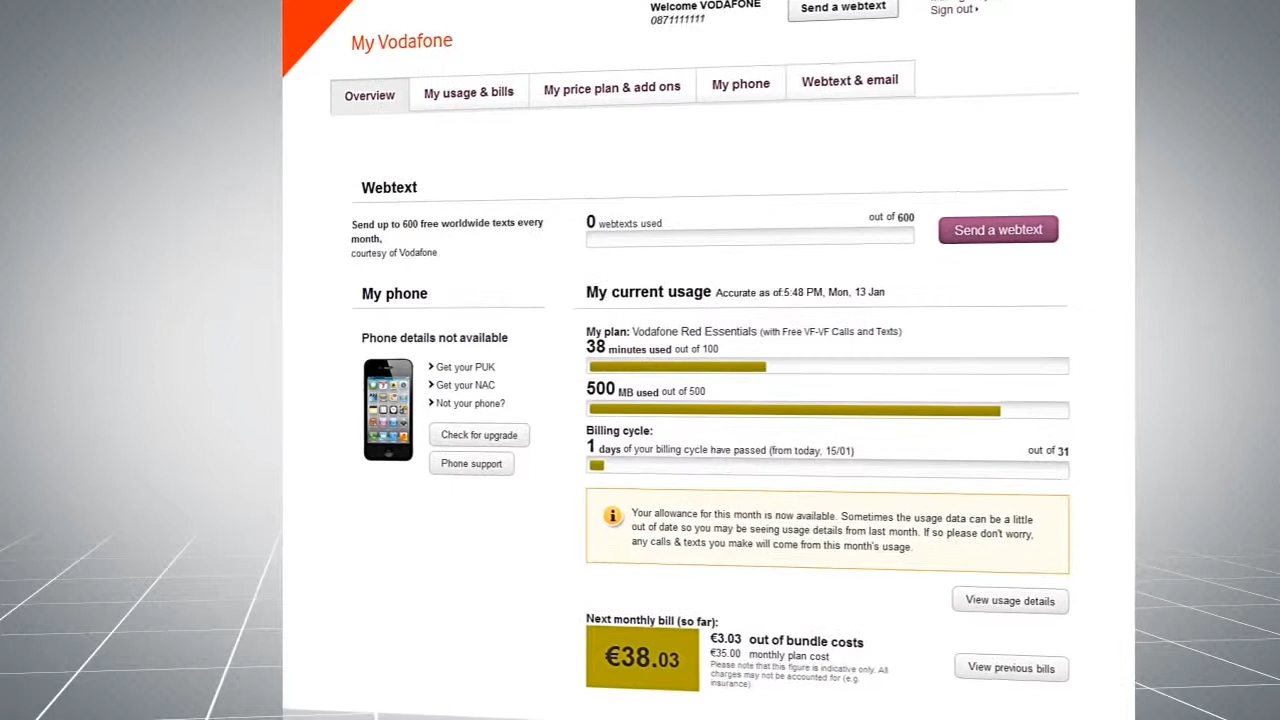 Welcome VODAFONE
0871111111
Send a webtext
Sign out
My Vodafone
Overview
My usage & bills
My price plan & add ons
My phone
Webtext & email
Webtext
Send up to 600 free worldwide texts every
month,
courtesy of Vodafone
0 webtexts used
out of 600
Send a webtext
My phone
Phone details not available
Get your PUK
Get your NAC
Not your phone?
Check for upgrade
Phone support
My current usage Accurate as of:5:48 PM, Mon, 13 Jan
My plan: Vodafone Red Essentials (with Free VF-VF Calls and Texts)
38 minutes used out of 100
500 MB used out of 500
Billing cycle:
1 days of your billing cycle have passed (from today, 15/01)
out of 31
Your allowance for this month is now available. Sometimes the usage data can be a little
out of date so you may be seeing usage details from last month. If so please don't worry,
any calls & texts you make will come from this month's usage.
View usage details
Next monthly bill (so far):
€38.03
€3.03 out of bundle costs
€35.00 monthly plan cost
Please note that this figure is indicative only. All
charges may not be accounted for (e.g.
insurance).
View previous bills